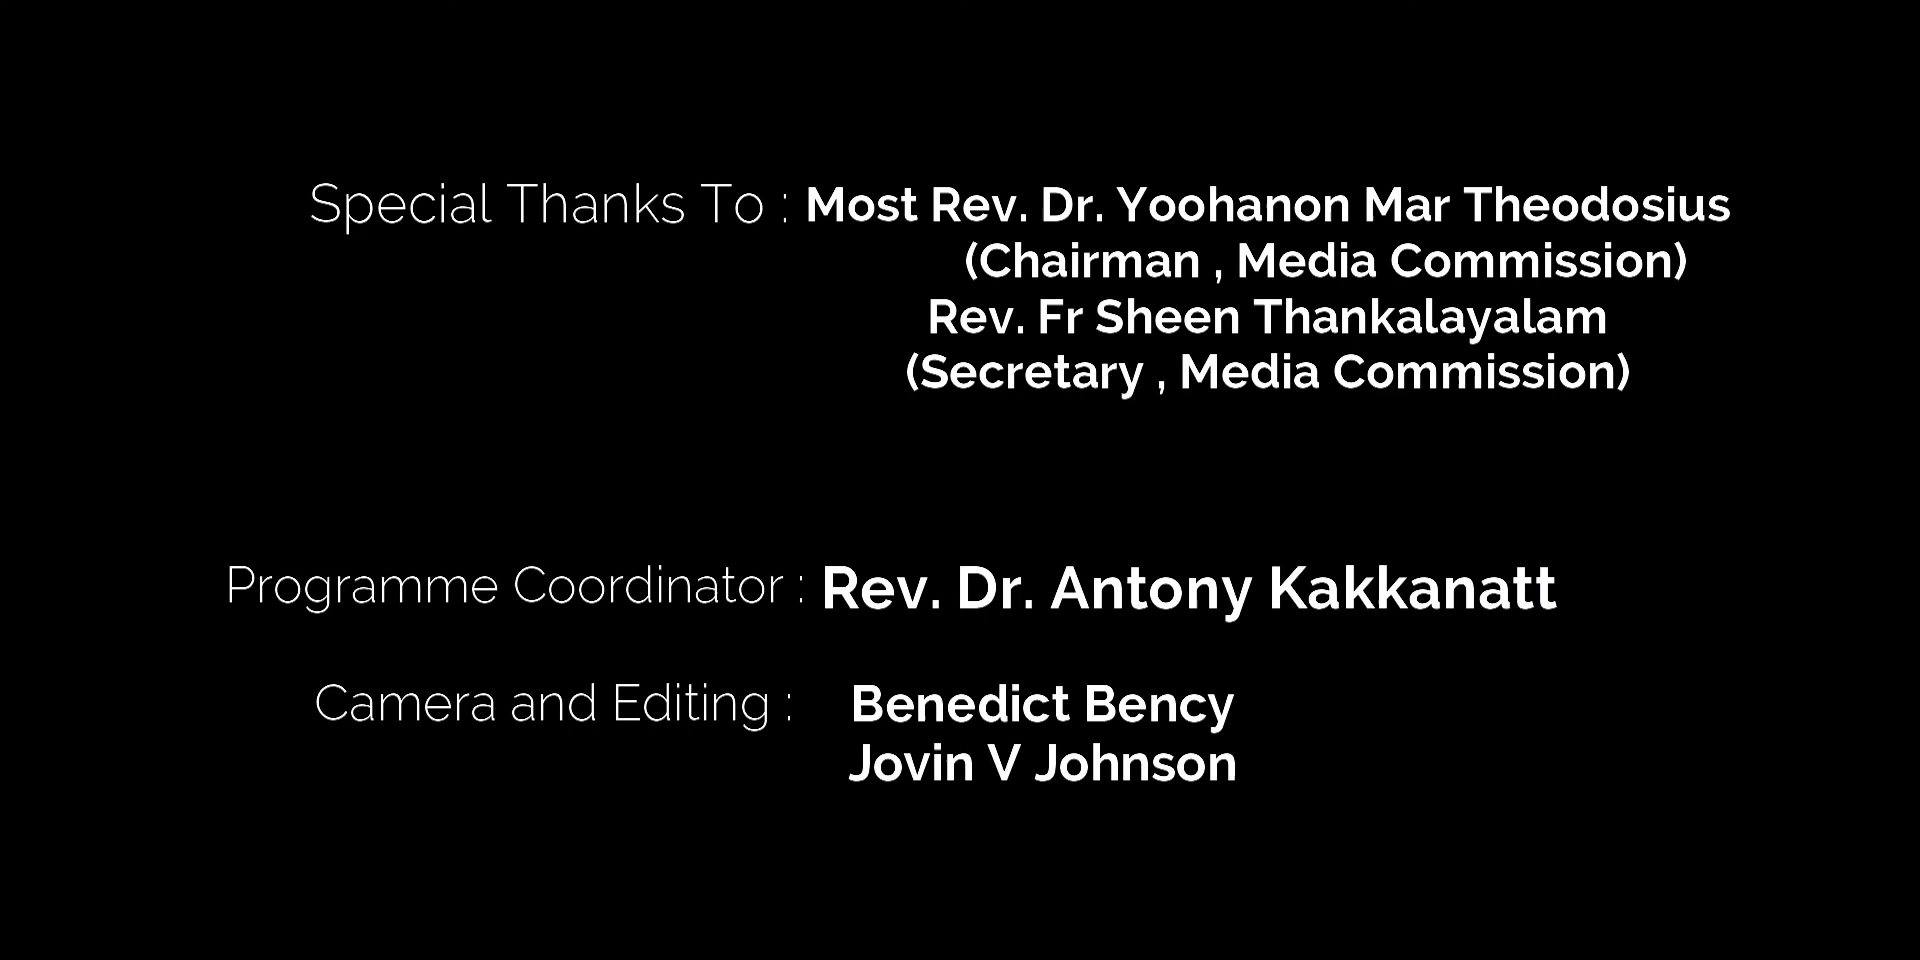 Special Thanks To : Most Rev. Dr. Yoohanon Mar Theodosius
(Chairman , Media Commission)
Rev. Fr Sheen Thankalayalam
(Secretary , Media Commission)
Programme Coordinator : Rev. Dr. Antony Kakkanatt
Camera and Editing : Benedict Bency
Jovin V Johnson